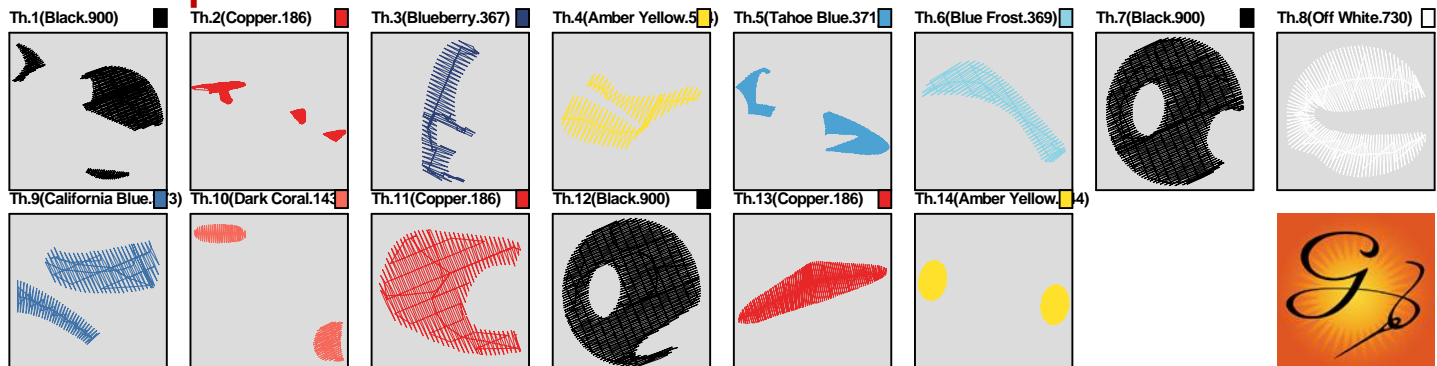 Th.1(Black.900) Th.2(Copper.186) Th.3(Blueberry.367) Th.4(Amber Yellow. Th.5(Tahoe Blue.371 Th.6(Blue Frost.369) Th.7(Black.900) Th.8(Off White.730)
Th.9(California Blue. Th.10(Dark Coral.143 Th.11(Copper.186) Th.12(Black.900) Th.13(Copper.186) Th.14(Amber Yellow.